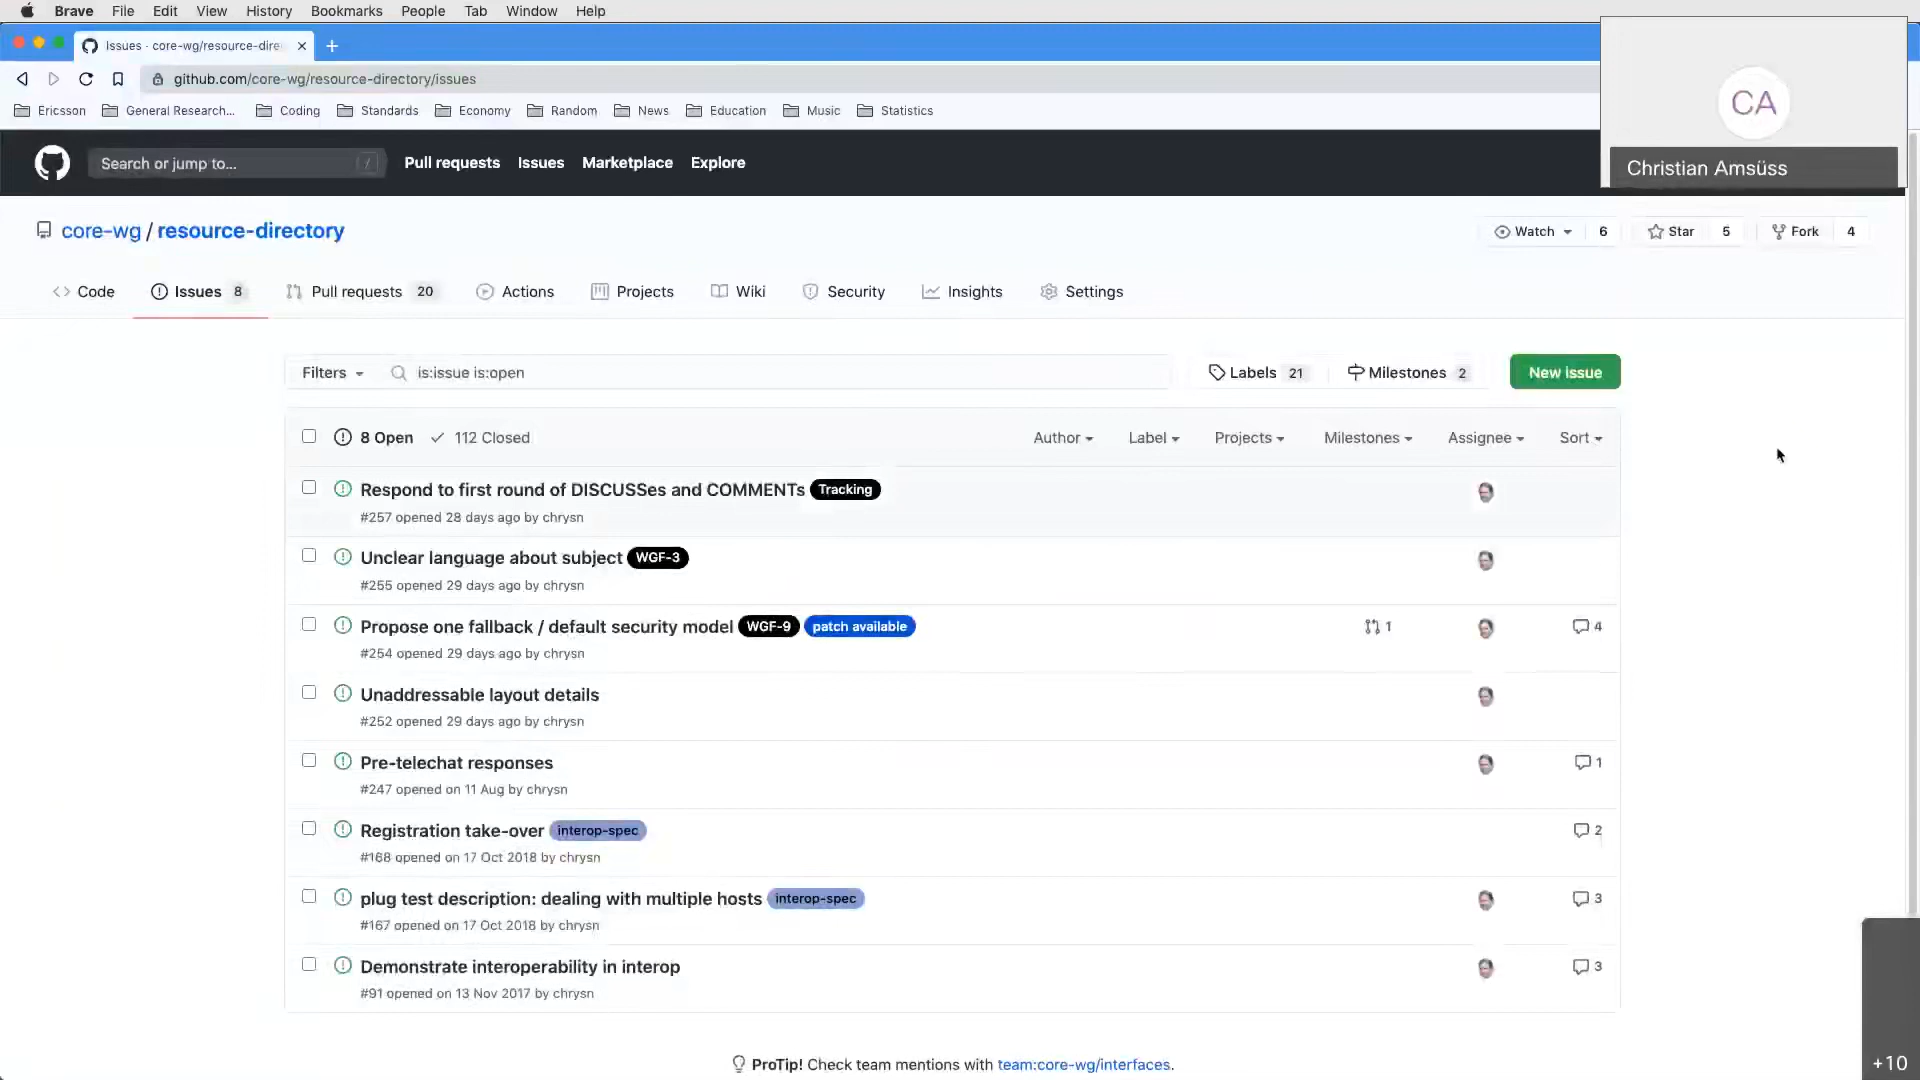 Brave File Edit View History Bookmarks People Tab Window Help
Issues · core-wg/resource-dire
github.com/core-wg/resource-directory/issues
Ericsson General Research... Coding Standards Economy Random News Education Music Statistics
CA
Christian Amsüss
Search or jump to... / Pull requests Issues Marketplace Explore
core-wg / resource-directory
Watch 6 Star 5 Fork 4
Code Issues 8 Pull requests 20 Actions Projects Wiki Security Insights Settings
Filters is:issue is:open Labels 21 Milestones 2 New issue
8 Open 112 Closed Author Label Projects Milestones Assignee Sort
Respond to first round of DISCUSSes and COMMENTs Tracking
#257 opened 28 days ago by chrysn
Unclear language about subject WGF-3
#255 opened 29 days ago by chrysn
Propose one fallback / default security model WGF-9 patch available 1 4
#254 opened 29 days ago by chrysn
Unaddressable layout details
#252 opened 29 days ago by chrysn
Pre-telechat responses 1
#247 opened on 11 Aug by chrysn
Registration take-over interop-spec 2
#168 opened on 17 Oct 2018 by chrysn
plug test description: dealing with multiple hosts interop-spec 3
#167 opened on 17 Oct 2018 by chrysn
Demonstrate interoperability in interop 3
#91 opened on 13 Nov 2017 by chrysn
ProTip! Check team mentions with team:core-wg/interfaces.
+10